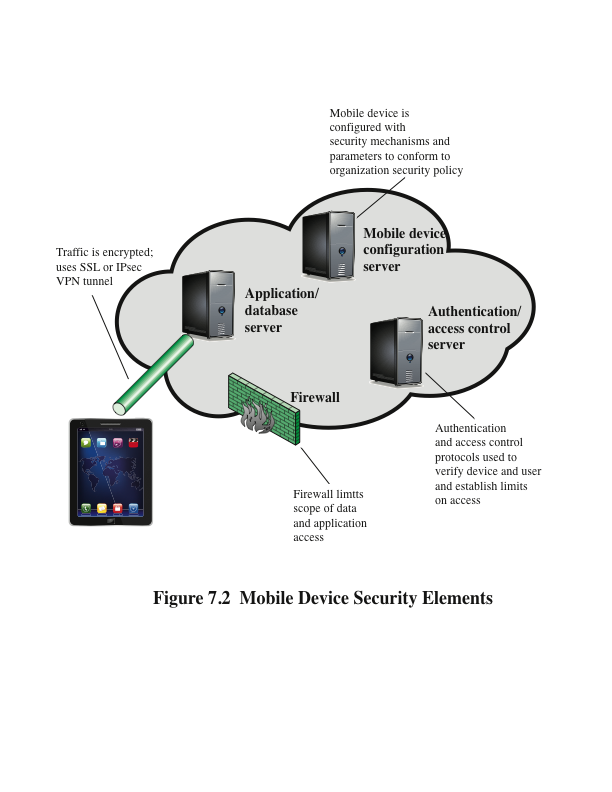 Mobile device is
configured with
security mechanisms and
parameters to conform to
organization security policy
Mobile device
configuration
server
Traffic is encrypted;
uses SSL or IPsec
VPN tunnel
Application/
database
server
Authentication/
access control
server
Firewall
Authentication
and access control
protocols used to
verify device and user
and establish limits
on access
Firewall limtts
scope of data
and application
access
Figure 7.2  Mobile Device Security Elements